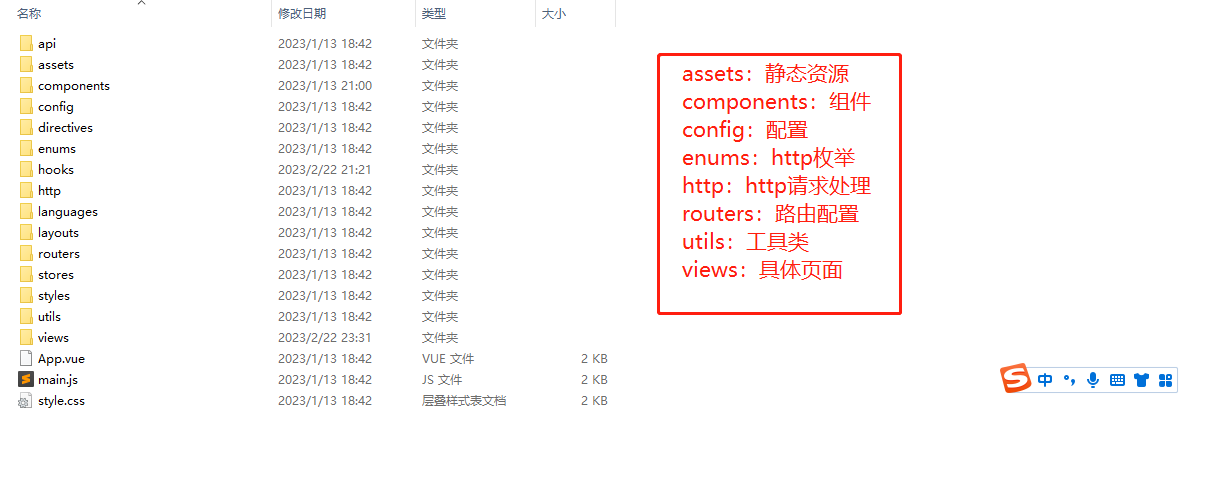 名称 修改日期 类型 大小
api 2023/1/13 18:42 文件夹
assets 2023/1/13 18:42 文件夹
components 2023/1/13 21:00 文件夹
config 2023/1/13 18:42 文件夹
directives 2023/1/13 18:42 文件夹
enums 2023/1/13 18:42 文件夹
hooks 2023/2/22 21:21 文件夹
http 2023/1/13 18:42 文件夹
languages 2023/1/13 18:42 文件夹
layouts 2023/1/13 18:42 文件夹
routers 2023/1/13 18:42 文件夹
stores 2023/1/13 18:42 文件夹
styles 2023/1/13 18:42 文件夹
utils 2023/1/13 18:42 文件夹
views 2023/2/22 23:31 文件夹
App.vue 2023/1/13 18:42 VUE 文件 2 KB
main.js 2023/1/13 18:42 JS 文件 2 KB
style.css 2023/1/13 18:42 层叠样式表文档 2 KB
assets：静态资源
components：组件
config：配置
enums：http枚举
http：http请求处理
routers：路由配置
utils：工具类
views：具体页面
中